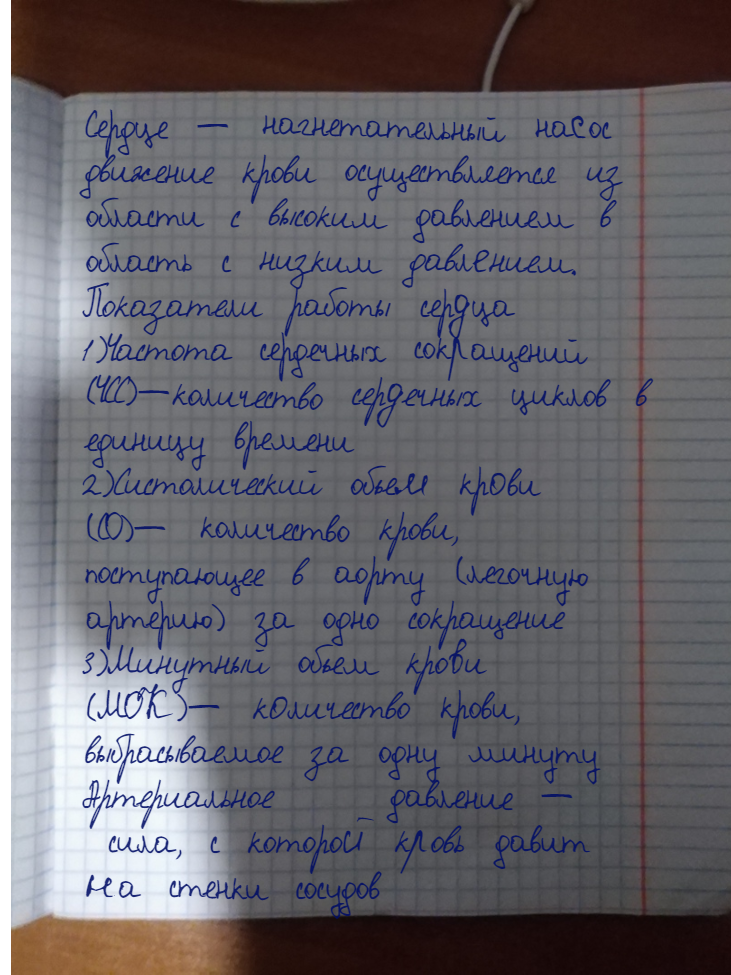 Сердце — нагнетательный насос
движение крови осуществляется из
области с высоким давлением в
область с низким давлением.
Показатели работы сердца
1)Частота сердечных сокращений
(ЧСС)—количество сердечных циклов в
единицу времени
2)Систолический объем крови
(СО)— количество крови,
поступающее в аорту (легочную
артерию) за одно сокращение
3)Минутный объем крови
(МОК)— количество крови,
выбрасываемое за одну минуту
Артериальное давление —
сила, с которой кровь давит
на стенки сосудов